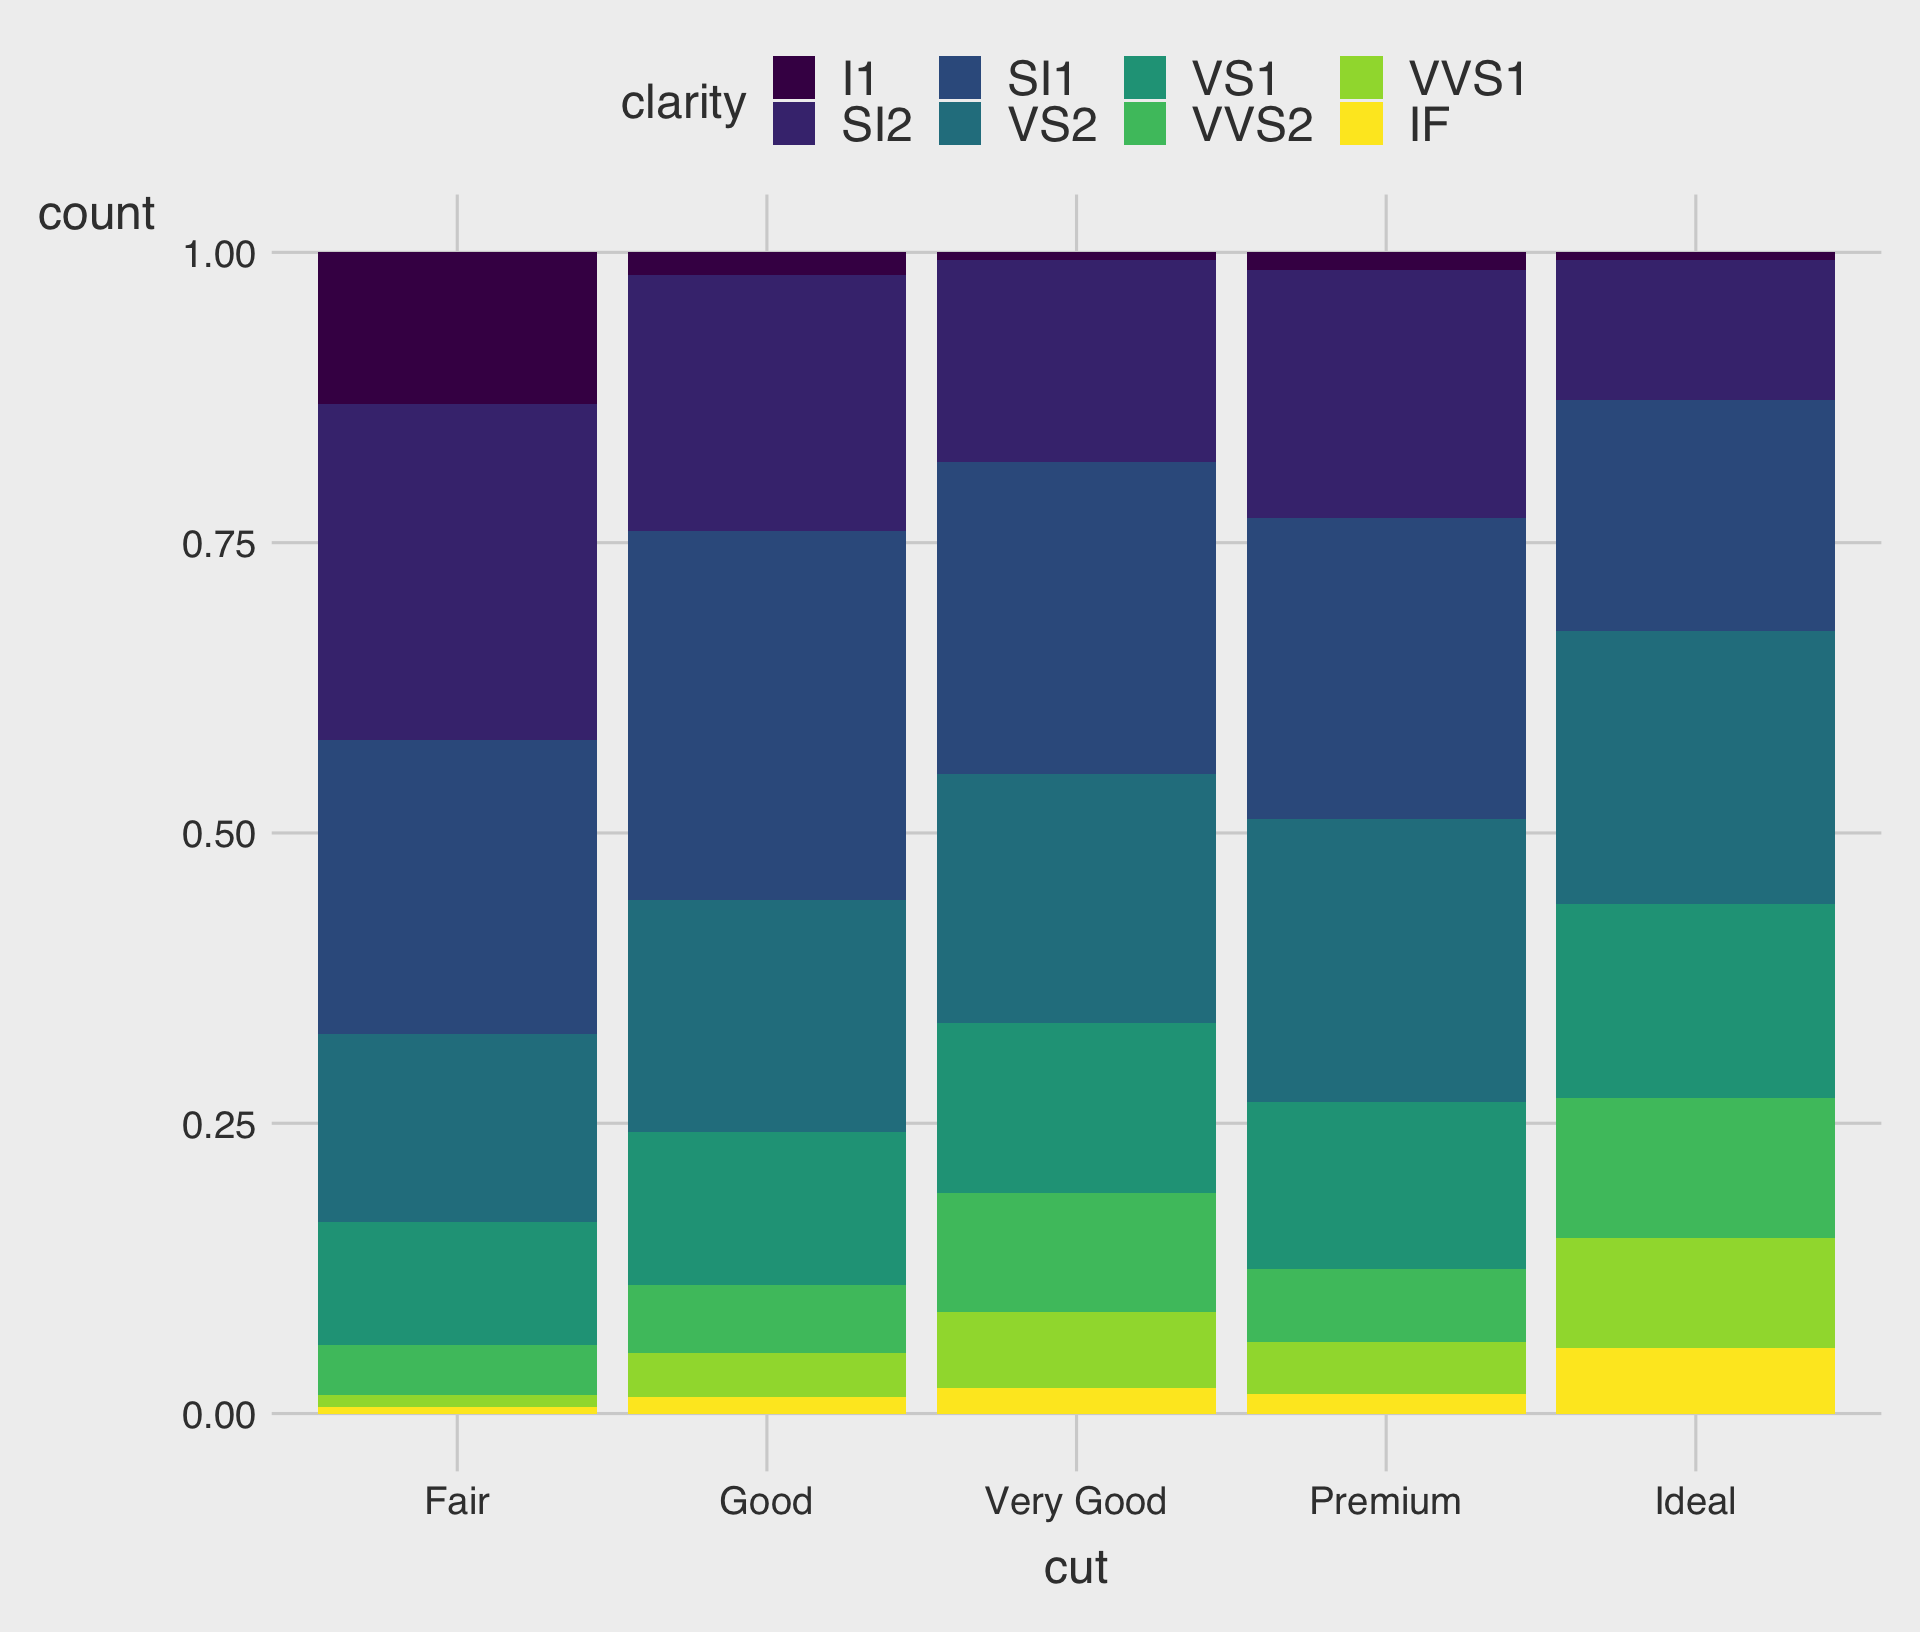 clarity I1 SI1 VS1 VVS1
SI2 VS2 VVS2 IF
count
1.00
0.75
0.50
0.25
0.00
Fair Good Very Good Premium Ideal
cut